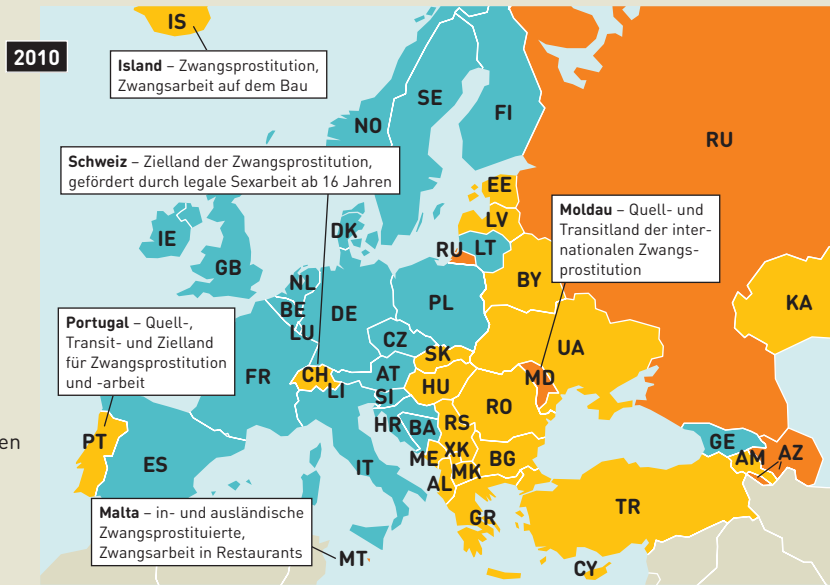 2010
IS
Island – Zwangsprostitution,
Zwangsarbeit auf dem Bau
SE
NO
FI
RU
Schweiz – Zielland der Zwangsprostitution,
gefördert durch legale Sexarbeit ab 16 Jahren
EE
LV
Moldau – Quell- und
Transitland der inter-
nationalen Zwangs-
prostitution
IE
DK
RU
LT
GB
NL
BY
BE
DE
PL
KA
LU
CZ
UA
Portugal – Quell-,
Transit- und Zielland
für Zwangsprostitution
und -arbeit
SK
FR
CH
LI
AT
HU
MD
SI
RO
HR
BA
RS
en
PT
GE
ES
IT
ME
XK
BG
AM
AZ
MK
AL
Malta – in- und ausländische
Zwangsprostituierte,
Zwangsarbeit in Restaurants
GR
TR
MT
CY